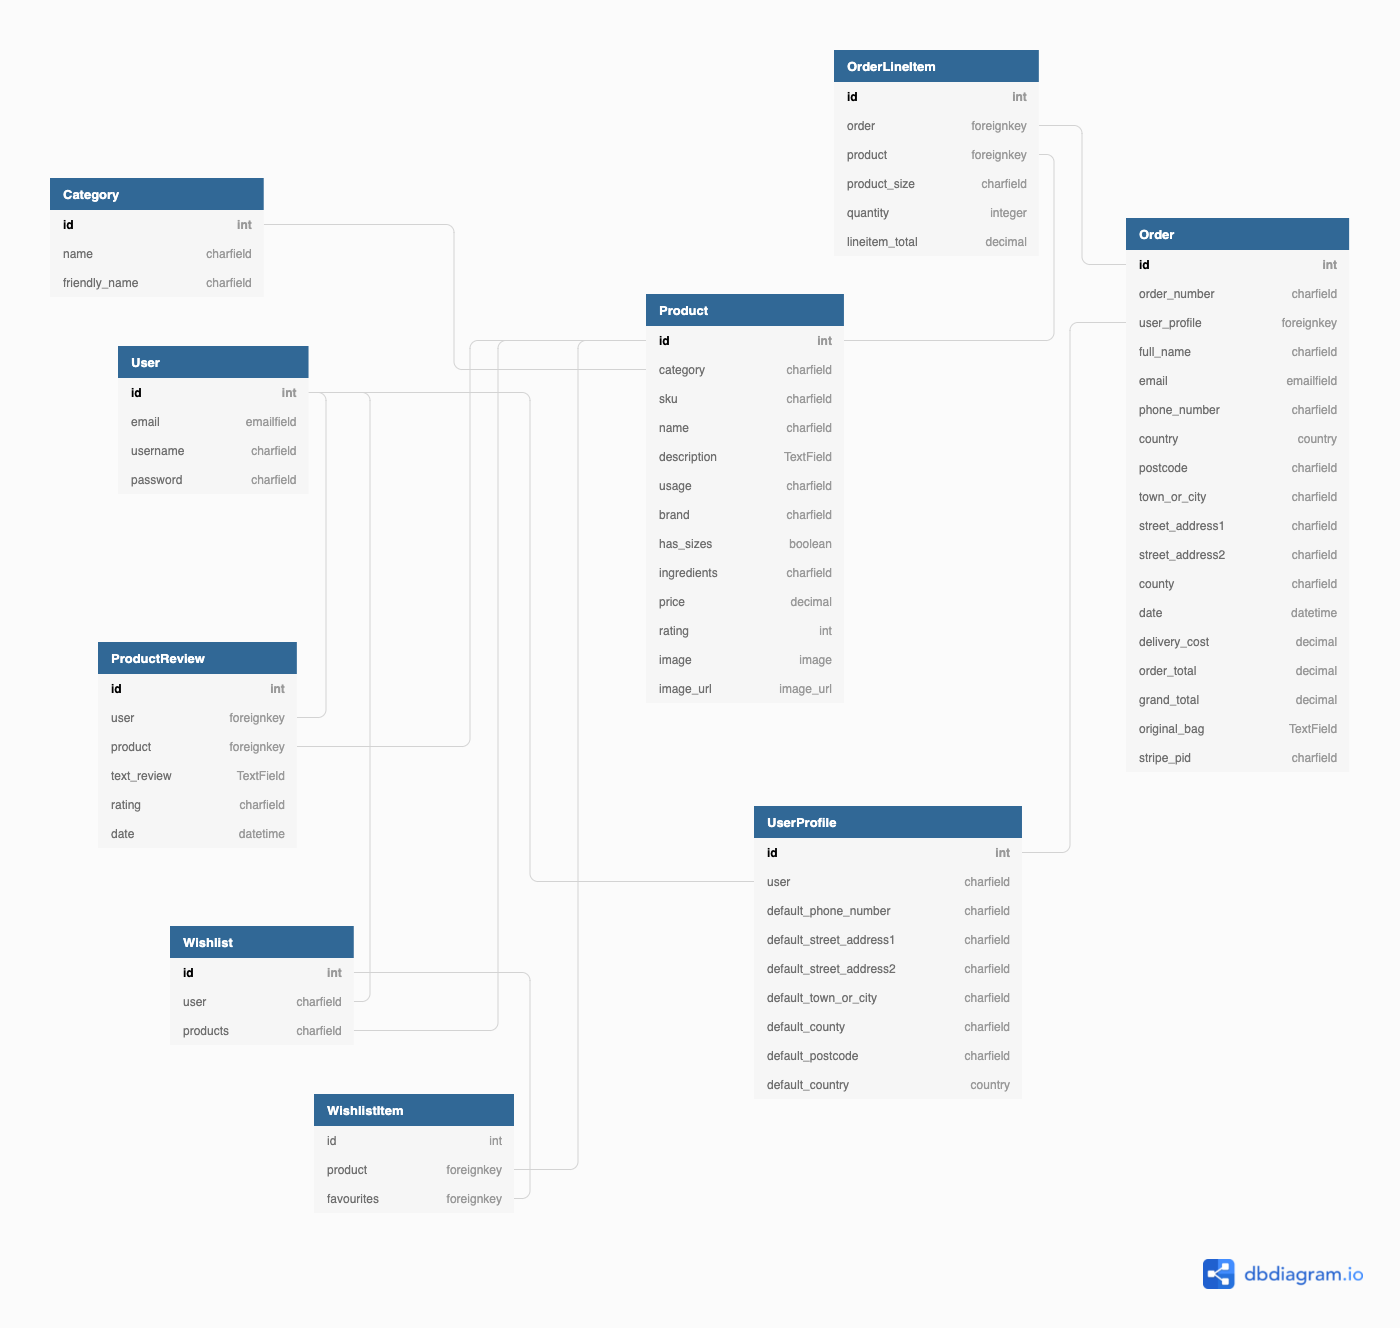 OrderLineItem
id int
order foreignkey
product foreignkey
product_size charfield
quantity integer
lineitem_total decimal
Category
id int
name charfield
friendly_name charfield
Order
id int
order_number charfield
user_profile foreignkey
full_name charfield
email emailfield
phone_number charfield
country country
postcode charfield
town_or_city charfield
street_address1 charfield
street_address2 charfield
county charfield
date datetime
delivery_cost decimal
order_total decimal
grand_total decimal
original_bag TextField
stripe_pid charfield
Product
id int
category charfield
sku charfield
name charfield
description TextField
usage charfield
brand charfield
has_sizes boolean
ingredients charfield
price decimal
rating int
image image
image_url image_url
User
id int
email emailfield
username charfield
password charfield
ProductReview
id int
user foreignkey
product foreignkey
text_review TextField
rating charfield
date datetime
UserProfile
id int
user charfield
default_phone_number charfield
default_street_address1 charfield
default_street_address2 charfield
default_town_or_city charfield
default_county charfield
default_postcode charfield
default_country country
Wishlist
id int
user charfield
products charfield
WishlistItem
id int
product foreignkey
favourites foreignkey
dbdiagram.io